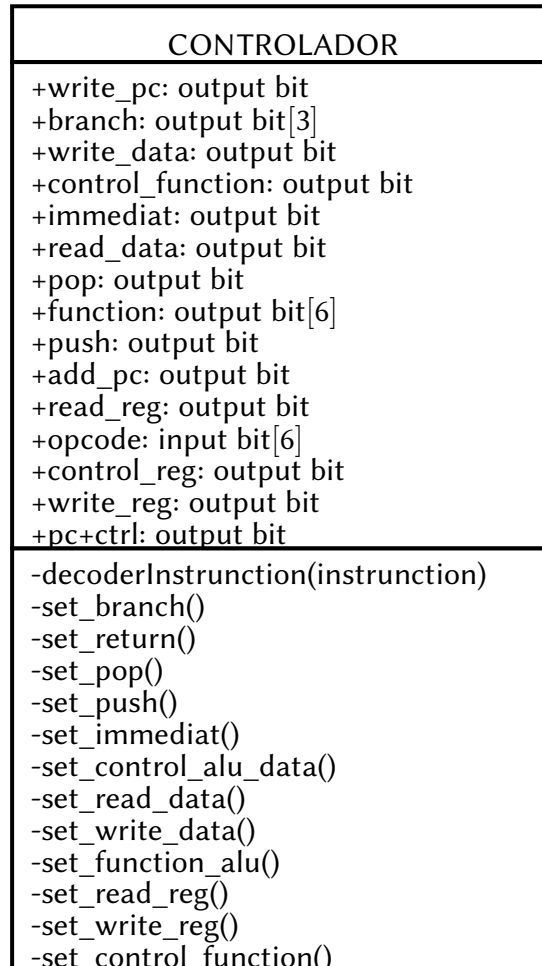 CONTROLADOR
+write_pc: output bit
+branch: output bit[3]
+write_data: output bit
+control_function: output bit
+immediat: output bit
+read_data: output bit
+pop: output bit
+function: output bit[6]
+push: output bit
+add_pc: output bit
+read_reg: output bit
+opcode: input bit[6]
+control_reg: output bit
+write_reg: output bit
+pc+ctrl: output bit
-decoderInstrunction(instrunction)
-set_branch()
-set_return()
-set_pop()
-set_push()
-set_immediat()
-set_control_alu_data()
-set_read_data()
-set_write_data()
-set_function_alu()
-set_read_reg()
-set_write_reg()
-set_control_function()